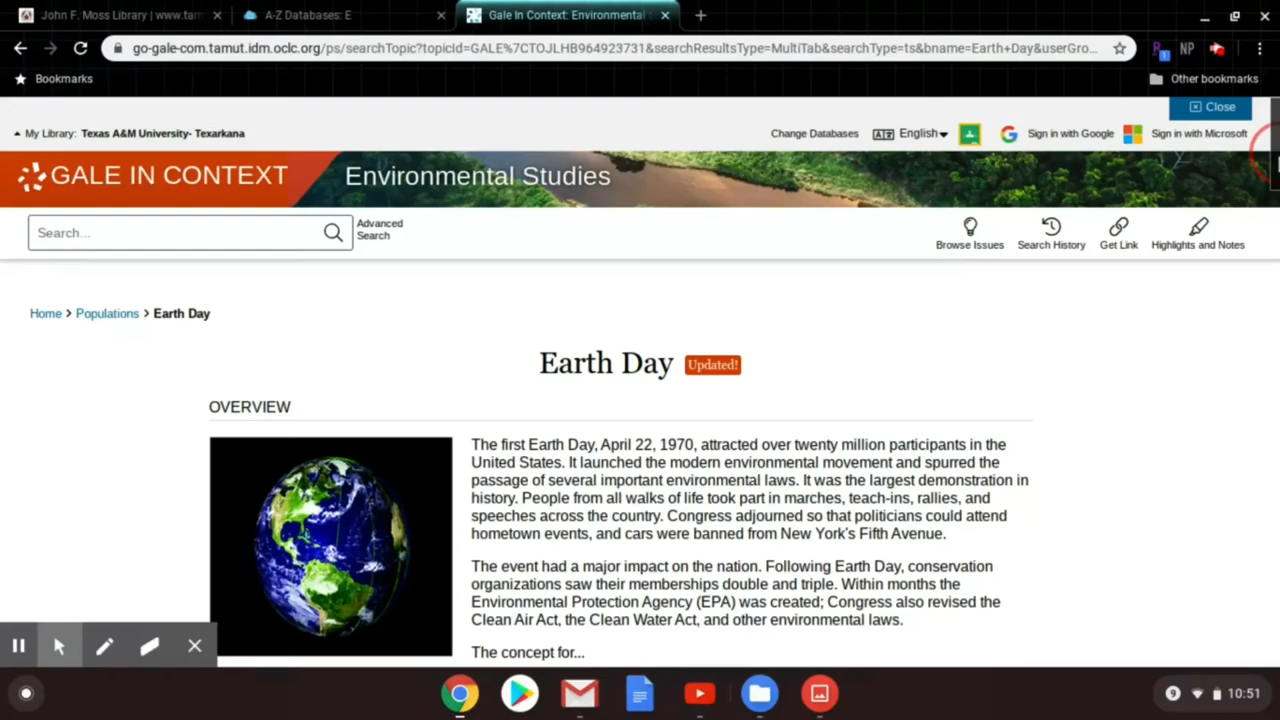 John F. Moss Library | www.tam
A-Z Databases: E
Gale In Context: Environmental S
go-gale-com.tamut.idm.oclc.org/ps/searchTopic?topicId=GALE%7CTOJLHB964923731&searchResultsType=MultiTab&searchType=ts&bname=Earth+Day&userGro...
NP
1
Bookmarks
Other bookmarks
Close
My Library: Texas A&M University- Texarkana
Change Databases
English
Sign in with Google
Sign in with Microsoft
GALE IN CONTEXT
Environmental Studies
Search...
Advanced
Search
Browse Issues
Search History
Get Link
Highlights and Notes
Home > Populations > Earth Day
Earth Day
Updated!
OVERVIEW
The first Earth Day, April 22, 1970, attracted over twenty million participants in the
United States. It launched the modern environmental movement and spurred the
passage of several important environmental laws. It was the largest demonstration in
history. People from all walks of life took part in marches, teach-ins, rallies, and
speeches across the country. Congress adjourned so that politicians could attend
hometown events, and cars were banned from New York's Fifth Avenue.
The event had a major impact on the nation. Following Earth Day, conservation
organizations saw their memberships double and triple. Within months the
Environmental Protection Agency (EPA) was created; Congress also revised the
Clean Air Act, the Clean Water Act, and other environmental laws.
The concept for...
9
10:51